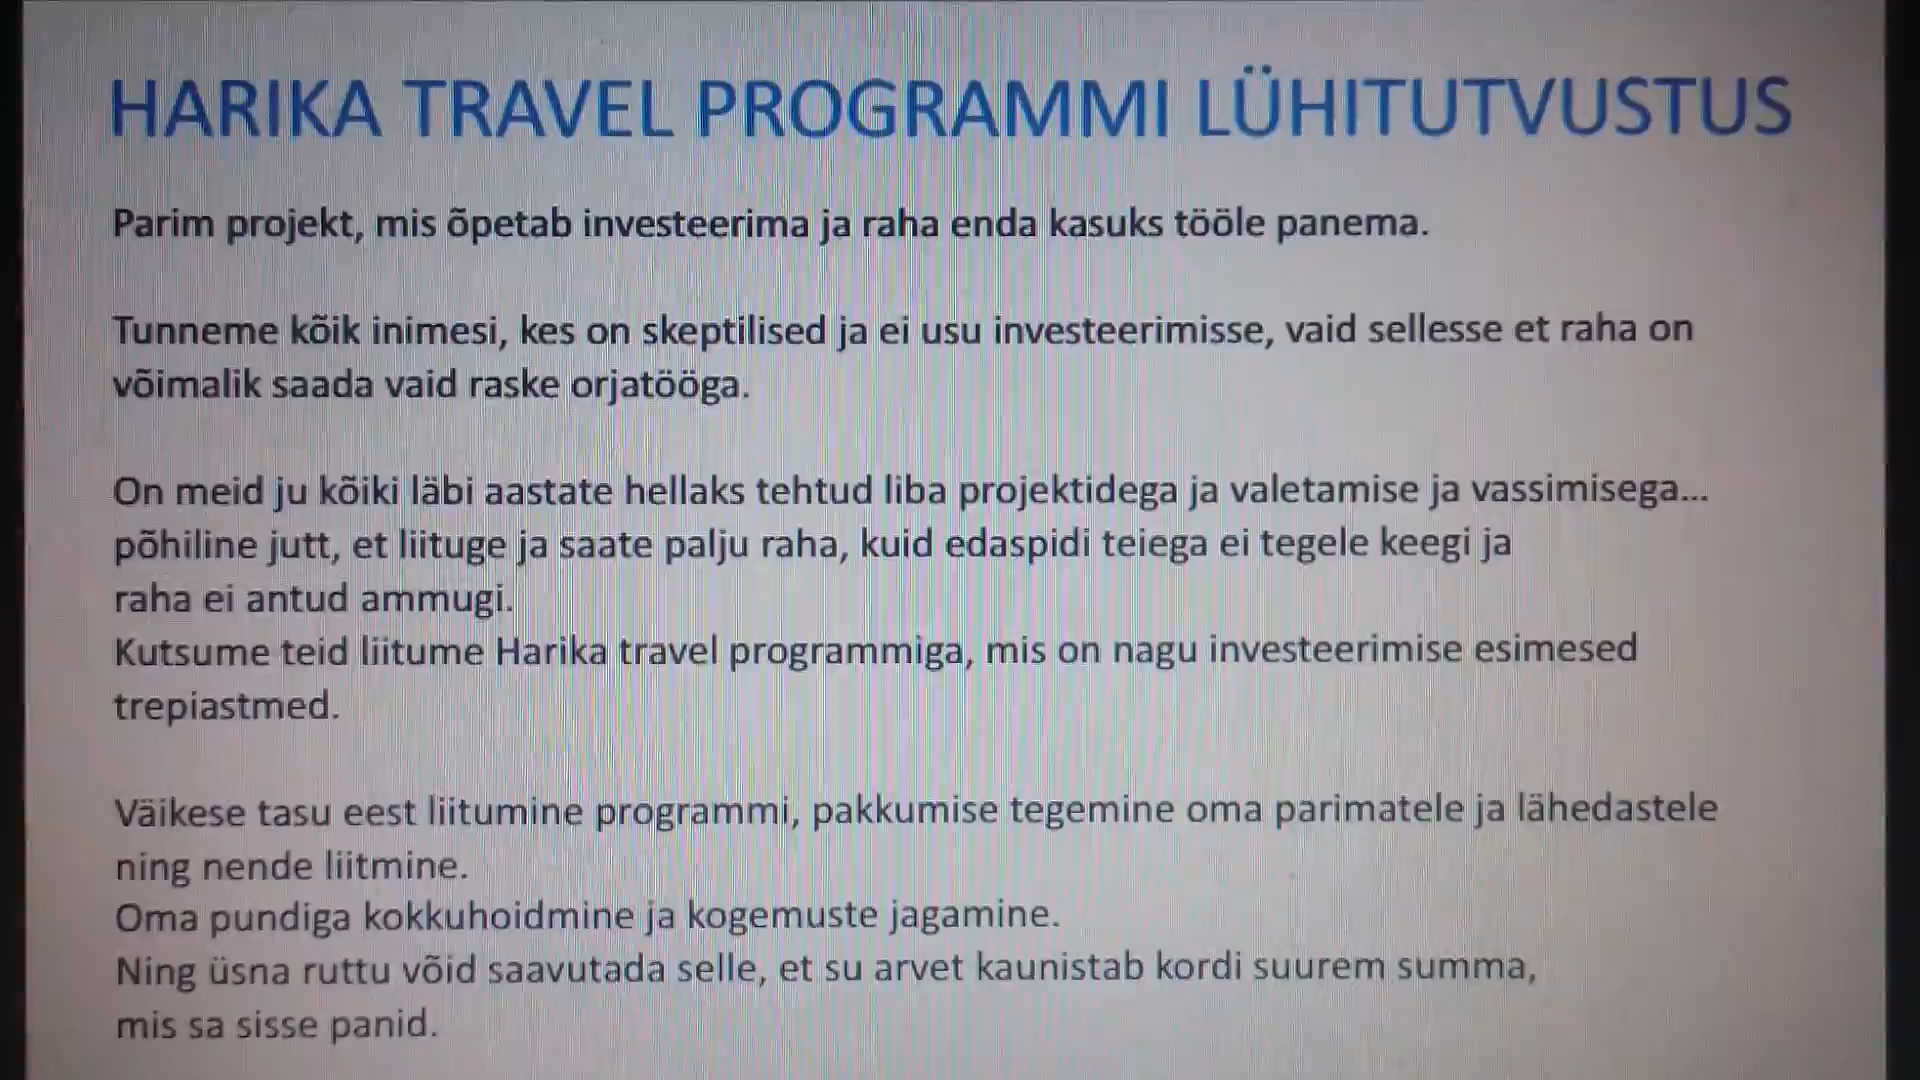 HARIKA TRAVEL PROGRAMMI LÜHITUTVUSTUS
Parim projekt, mis õpetab investeerima ja raha enda kasuks tööle panema.
Tunneme kõik inimesi, kes on skeptilised ja ei usu investeerimisse, vaid sellesse et raha on
võimalik saada vaid raske orjatööga.
On meid ju kõiki läbi aastate hellaks tehtud liba projektidega ja valetamise ja vassimisega...
põhiline jutt, et liituge ja saate palju raha, kuid edaspidi teiega ei tegele keegi ja
raha ei antud ammugi.
Kutsume teid liitume Harika travel programmiga, mis on nagu investeerimise esimesed
trepiastmed.
Väikese tasu eest liitumine programmi, pakkumise tegemine oma parimatele ja lähedastele
ning nende liitmine.
Oma pundiga kokkuhoidmine ja kogemuste jagamine.
Ning üsna ruttu võid saavutada selle, et su arvet kaunistab kordi suurem summa,
mis sa sisse panid.